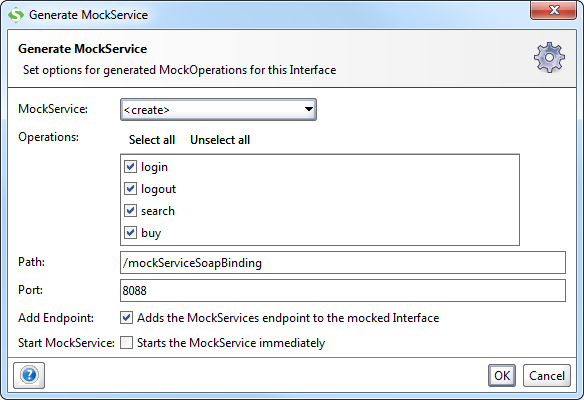 Generate MockService
Generate MockService
Set options for generated MockOperations for this Interface
MockService: <create>
Operations: Select all Unselect all
login
logout
search
buy
Path: /mockServiceSoapBinding
Port: 8088
Add Endpoint: Adds the MockServices endpoint to the mocked Interface
Start MockService: Starts the MockService immediately
? OK Cancel